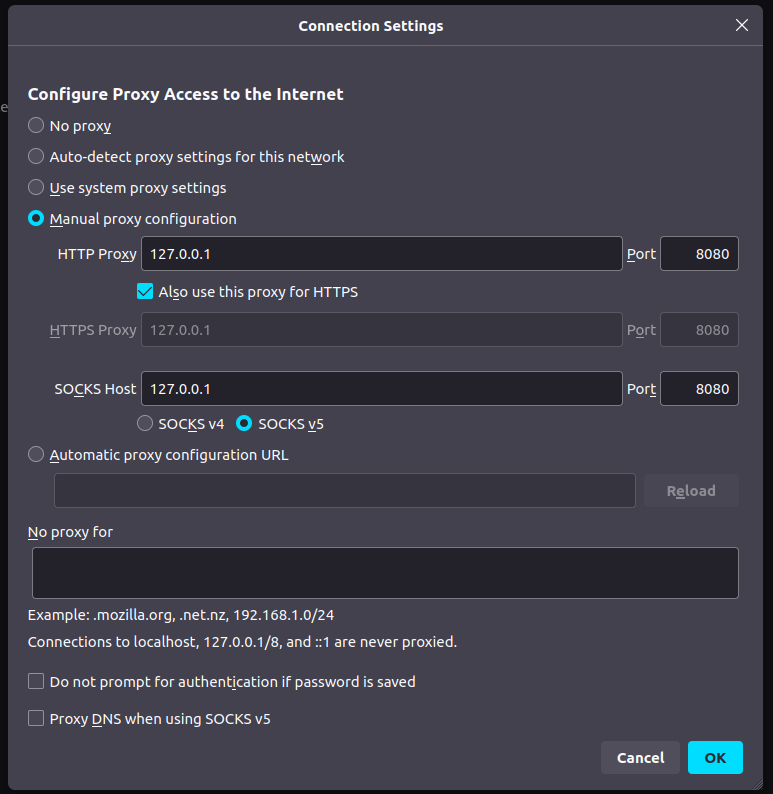 Connection Settings
e
Configure Proxy Access to the Internet
No proxy
Auto-detect proxy settings for this network
Use system proxy settings
Manual proxy configuration
HTTP Proxy 127.0.0.1 Port 8080
Also use this proxy for HTTPS
HTTPS Proxy 127.0.0.1 Port 8080
SOCKS Host 127.0.0.1 Port 8080
SOCKS v4 SOCKS v5
Automatic proxy configuration URL
Reload
No proxy for
Example: .mozilla.org, .net.nz, 192.168.1.0/24
Connections to localhost, 127.0.0.1/8, and ::1 are never proxied.
Do not prompt for authentication if password is saved
Proxy DNS when using SOCKS v5
Cancel OK